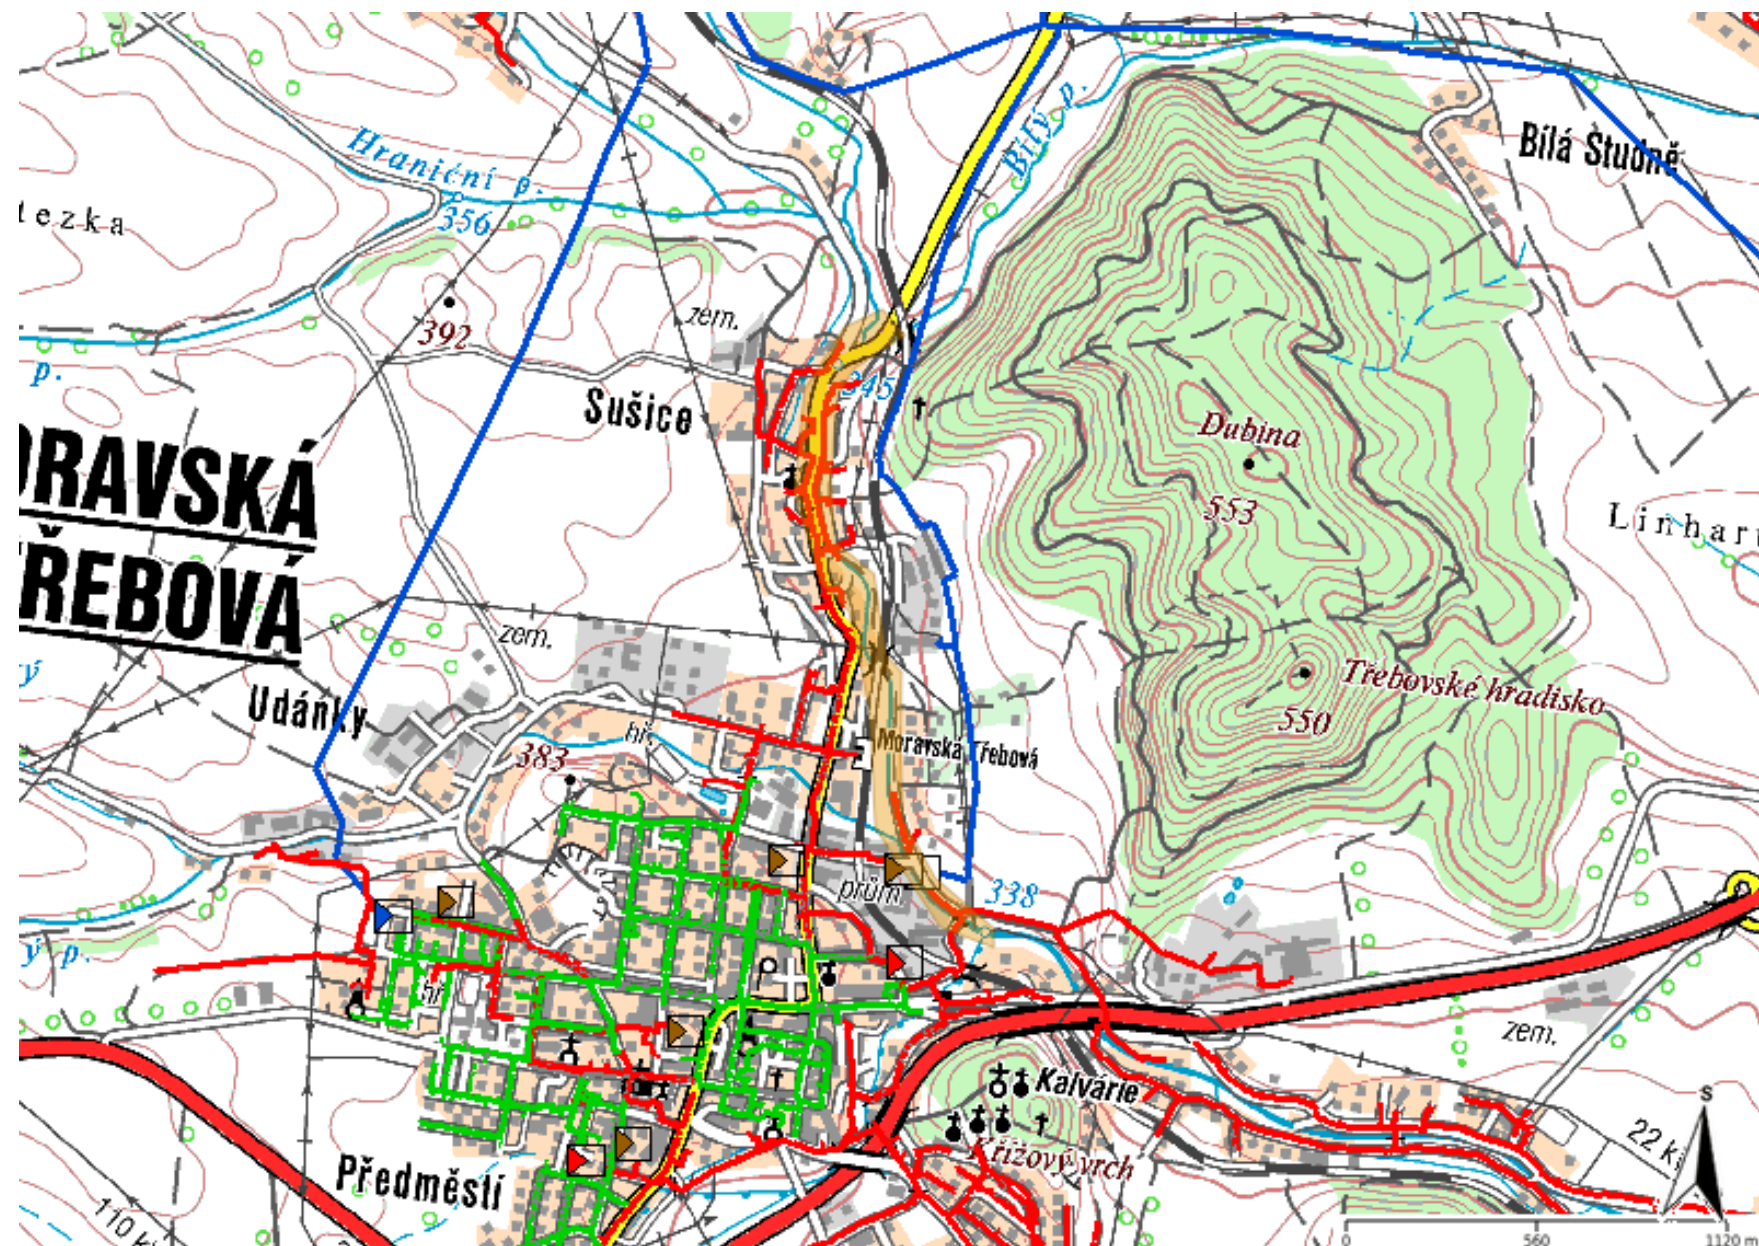 Hraniční p.
356
tezka
Bílý p.
Bílá Studně
392
zem.
p.
Sušice
345
Dubina
553
Linhart
ORAVSKÁ
ŘEBOVÁ
zem.
ý
Udánky
hř.
383
Moravská Třebová
Třebovské hradisko
550
prům.
338
ý p.
hř.
zem.
Kalvárie
Křížový vrch
Předměstí
110 k
22 k
S
0 560 1120 m